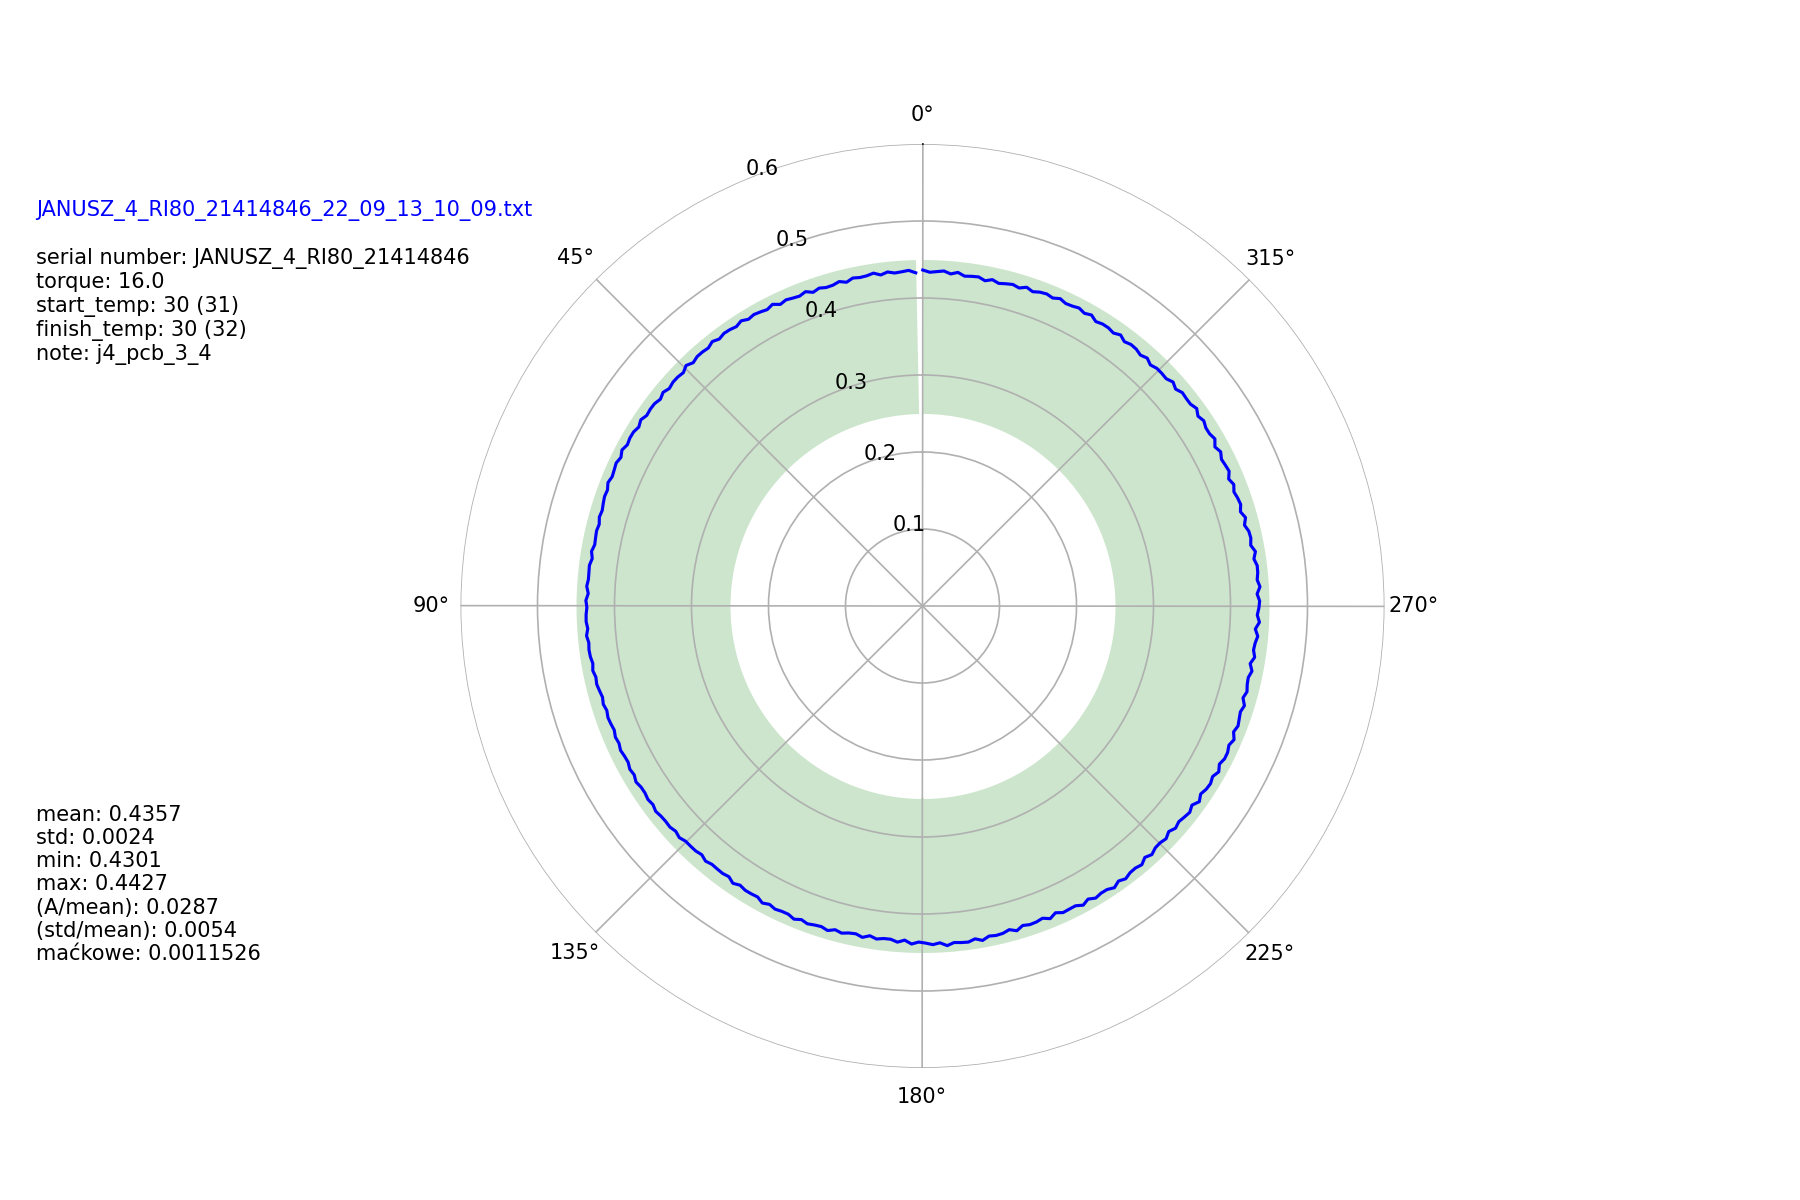 0°
0.6
JANUSZ_4_RI80_21414846_22_09_13_10_09.txt
0.5
serial number: JANUSZ_4_RI80_21414846
torque: 16.0
start_temp: 30 (31)
finish_temp: 30 (32)
note: j4_pcb_3_4
45°
315°
0.4
0.3
0.2
0.1
90°
270°
mean: 0.4357
std: 0.0024
min: 0.4301
max: 0.4427
(A/mean): 0.0287
(std/mean): 0.0054
maćkowe: 0.0011526
135°
225°
180°